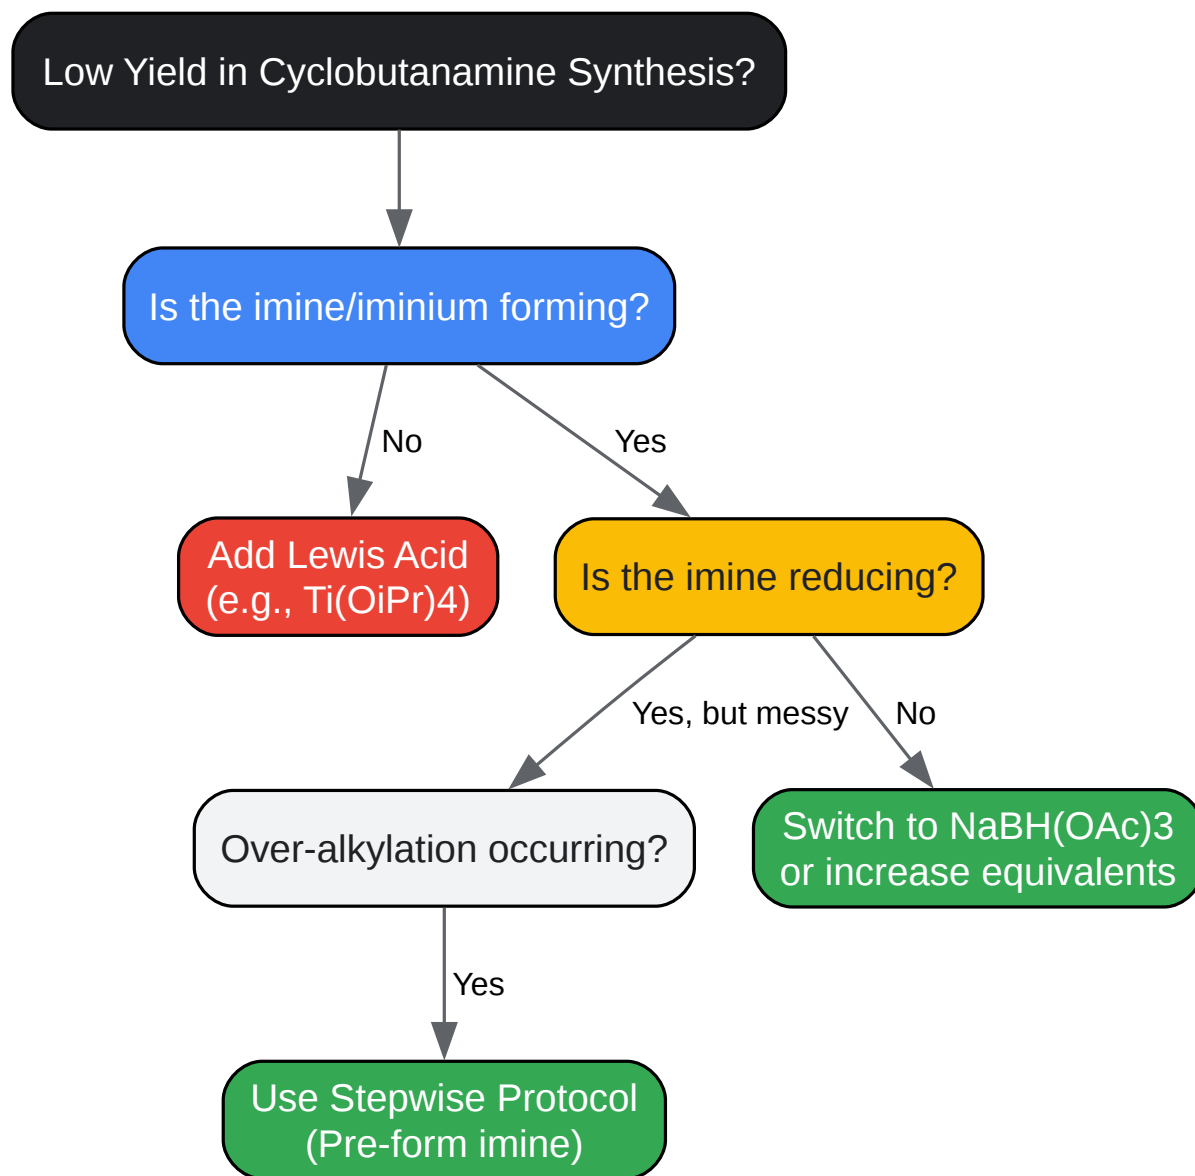 Low Yield in Cyclobutanamine Synthesis?
Is the imine/iminium forming?
No
Yes
Add Lewis Acid
(e.g., Ti(OiPr)4)
Is the imine reducing?
Yes, but messy
No
Over-alkylation occurring?
Switch to NaBH(OAc)3
or increase equivalents
Yes
Use Stepwise Protocol
(Pre-form imine)